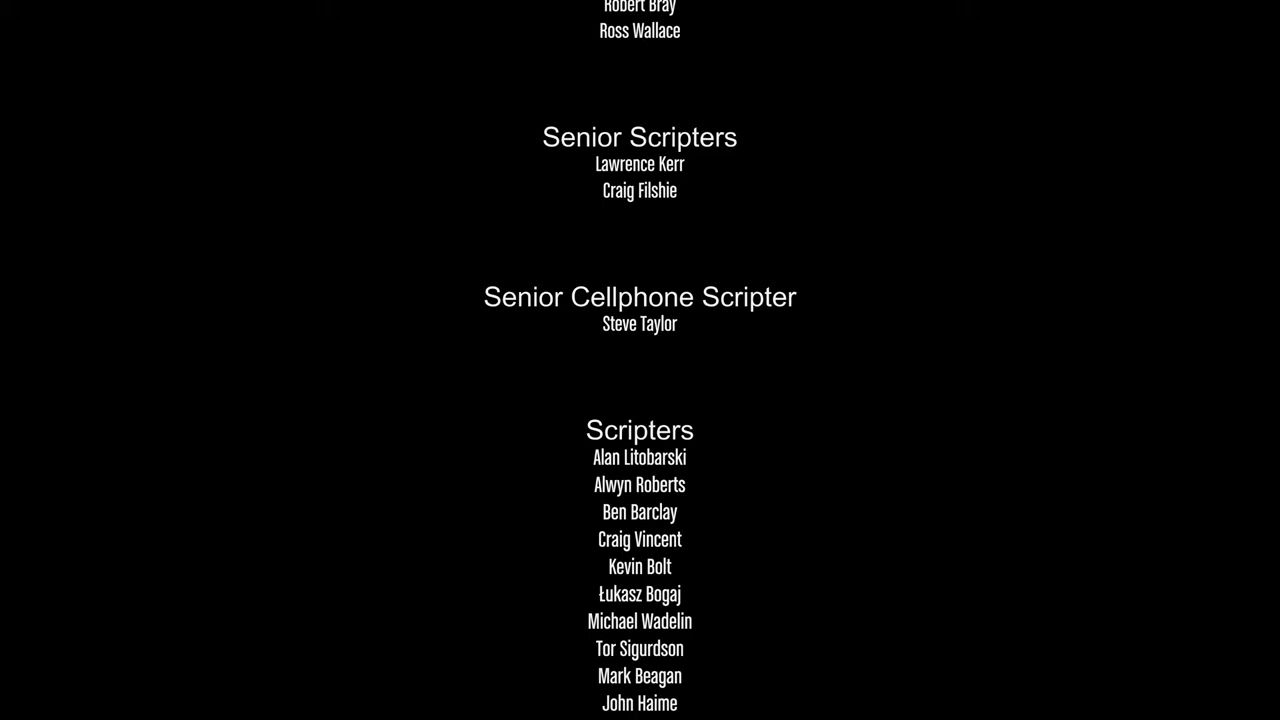 Robert Bray
Ross Wallace
Senior Scripters
Lawrence Kerr
Craig Filshie
Senior Cellphone Scripter
Steve Taylor
Scripters
Alan Litobarski
Alwyn Roberts
Ben Barclay
Craig Vincent
Kevin Bolt
Łukasz Bogaj
Michael Wadelin
Tor Sigurdson
Mark Beagan
John Haime